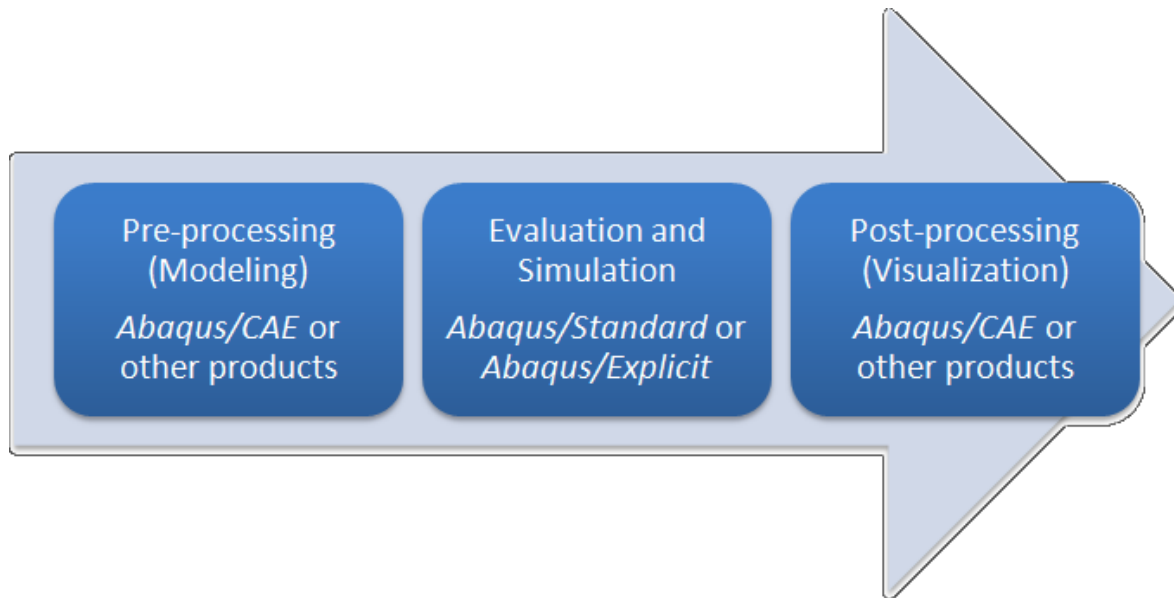 Pre-processing
(Modeling)
Abaqus/CAE or
other products
Evaluation and
Simulation
Abaqus/Standard or
Abaqus/Explicit
Post-processing
(Visualization)
Abaqus/CAE or
other products